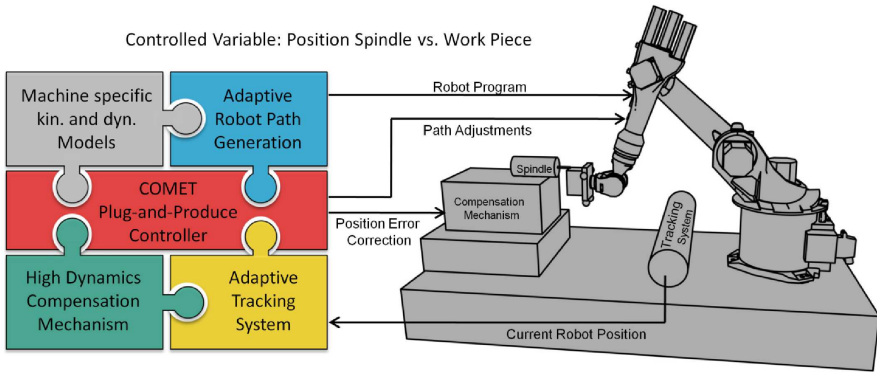 Controlled Variable: Position Spindle vs. Work Piece
Machine specific
kin. and dyn.
Models
Adaptive
Robot Path
Generation
COMET
Plug-and-Produce
Controller
High Dynamics
Compensation
Mechanism
Adaptive
Tracking
System
Robot Program
Path Adjustments
Position Error
Correction
Spindle
Compensation
Mechanism
Tracking
System
Current Robot Position